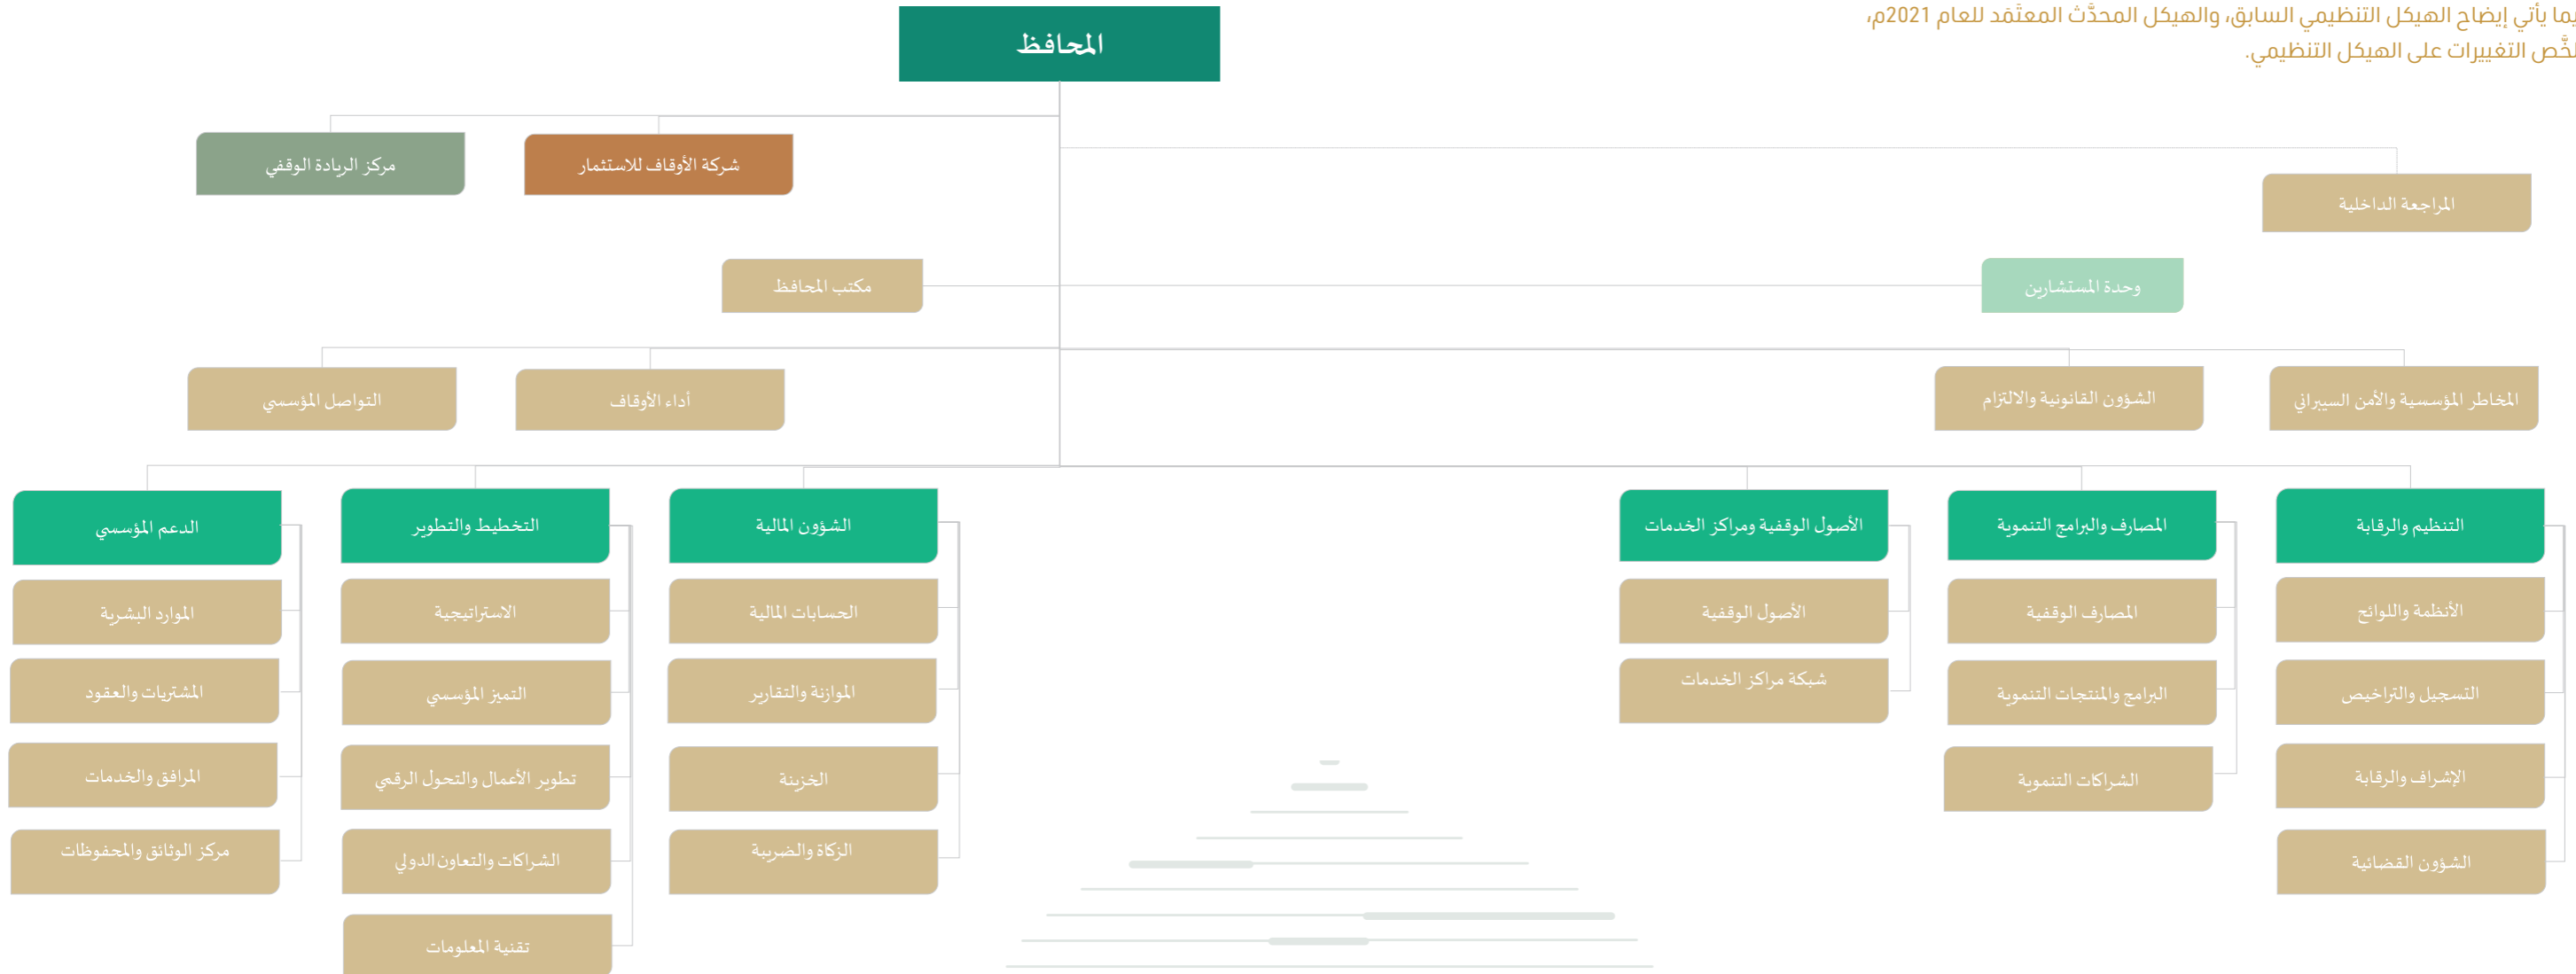 يما يأتي إيضاح الهيكل التنظيمي السابق، والهيكل المحدَّث المعتَمَد للعام 2021م،
خَّص التغييرات على الهيكل التنظيمي.
المحافظ
شركة الأوقاف للاستثمار
مركز الريادة الوقفي
المراجعة الداخلية
وحدة المستشارين
مكتب المحافظ
المخاطر المؤسسية والأمن السيبراني
الشؤون القانونية والالتزام
أداء الأوقاف
التواصل المؤسسي
التنظيم والرقابة
الأنظمة واللوائح
التسجيل والتراخيص
الإشراف والرقابة
الشؤون القضائية
المصارف والبرامج التنموية
المصارف الوقفية
البرامج والمنتجات التنموية
الشراكات التنموية
الأصول الوقفية ومراكز الخدمات
الأصول الوقفية
شبكة مراكز الخدمات
الشؤون المالية
الحسابات المالية
الموازنة والتقارير
الخزينة
الزكاة والضريبة
التخطيط والتطوير
الاستراتيجية
التميز المؤسسي
تطوير الأعمال والتحول الرقمي
الشراكات والتعاون الدولي
تقنية المعلومات
الدعم المؤسسي
الموارد البشرية
المشتريات والعقود
المرافق والخدمات
مركز الوثائق والمحفوظات